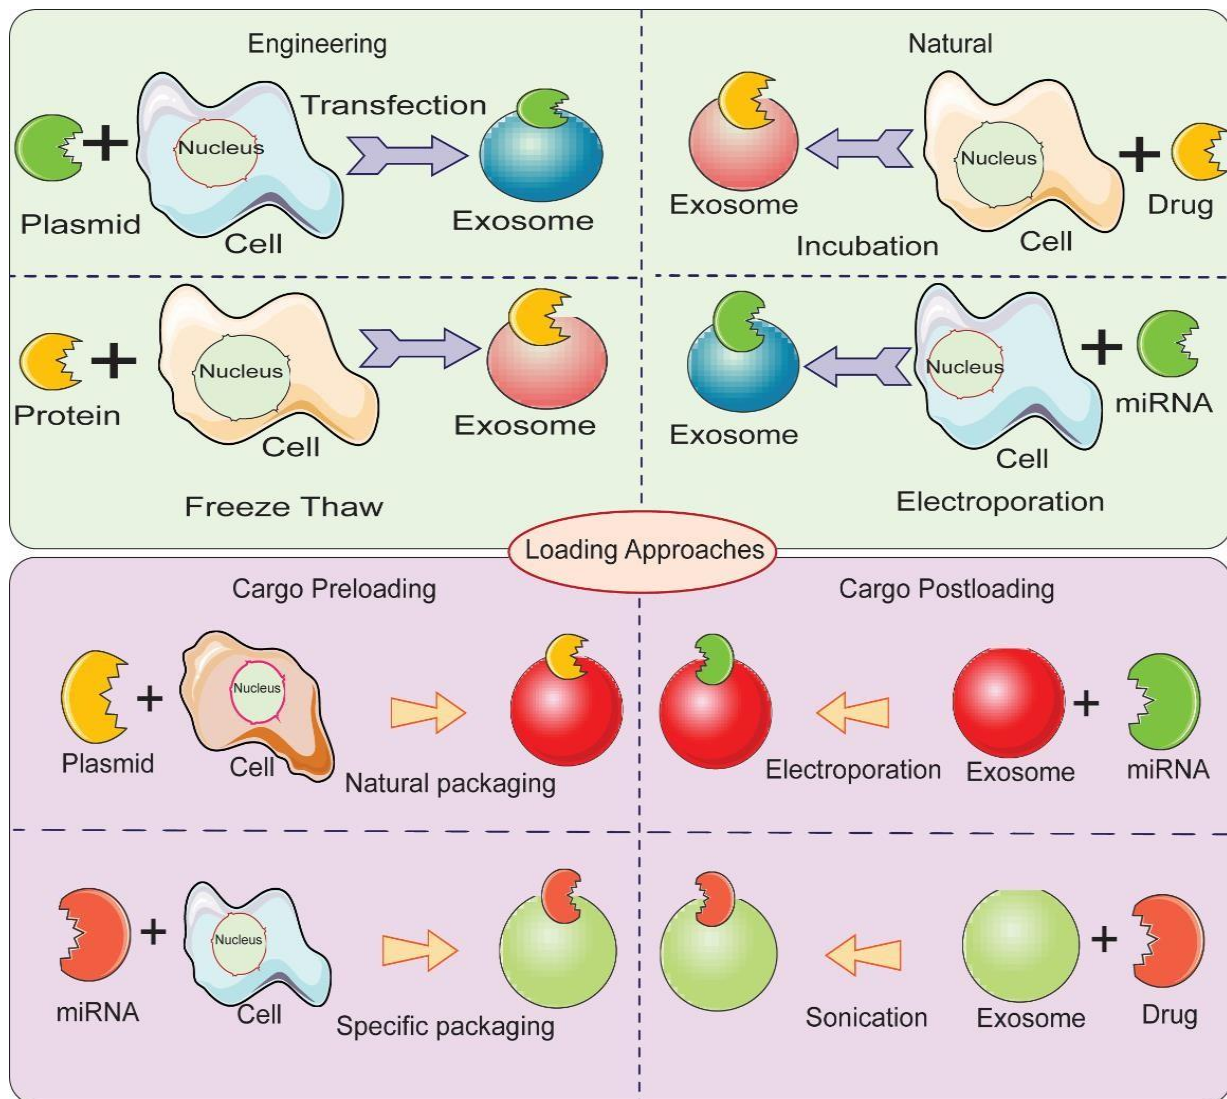 Engineering
Plasmid
Nucleus
Cell
Transfection
Exosome
Natural
Exosome
Incubation
Nucleus
Cell
Drug
Protein
Nucleus
Cell
Exosome
Freeze Thaw
Exosome
Nucleus
Cell
miRNA
Electroporation
Loading Approaches
Cargo Preloading
Plasmid
Nucleus
Cell
Natural packaging
Cargo Postloading
Electroporation
Exosome
miRNA
miRNA
Nucleus
Cell
Specific packaging
Sonication
Exosome
Drug